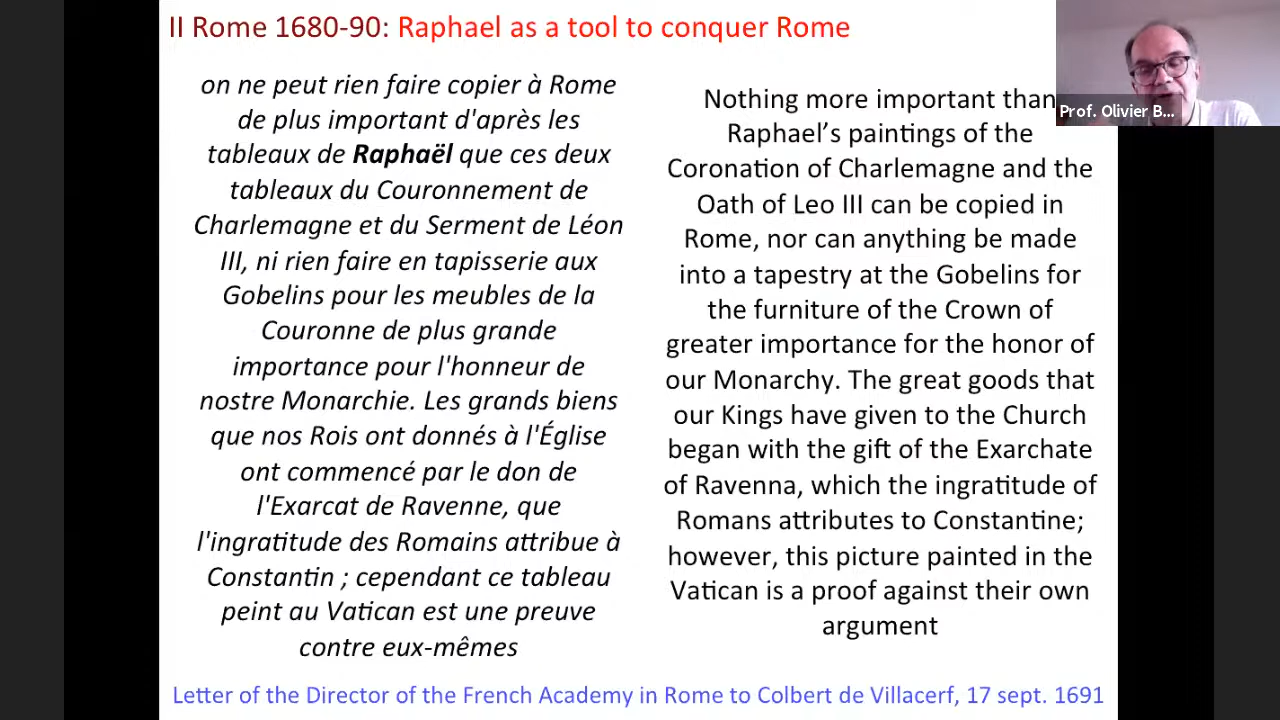 II Rome 1680-90: Raphael as a tool to conquer Rome
on ne peut rien faire copier à Rome
de plus important d'après les
tableaux de Raphaël que ces deux
tableaux du Couronnement de
Charlemagne et du Serment de Léon
III, ni rien faire en tapisserie aux
Gobelins pour les meubles de la
Couronne de plus grande
importance pour l'honneur de
nostre Monarchie. Les grands biens
que nos Rois ont donnés à l'Église
ont commencé par le don de
l'Exarcat de Ravenne, que
l'ingratitude des Romains attribue à
Constantin ; cependant ce tableau
peint au Vatican est une preuve
contre eux-mêmes
Nothing more important than
Raphael’s paintings of the
Coronation of Charlemagne and the
Oath of Leo III can be copied in
Rome, nor can anything be made
into a tapestry at the Gobelins for
the furniture of the Crown of
greater importance for the honor of
our Monarchy. The great goods that
our Kings have given to the Church
began with the gift of the Exarchate
of Ravenna, which the ingratitude of
Romans attributes to Constantine;
however, this picture painted in the
Vatican is a proof against their own
argument
Letter of the Director of the French Academy in Rome to Colbert de Villacerf, 17 sept. 1691
Prof. Olivier B...